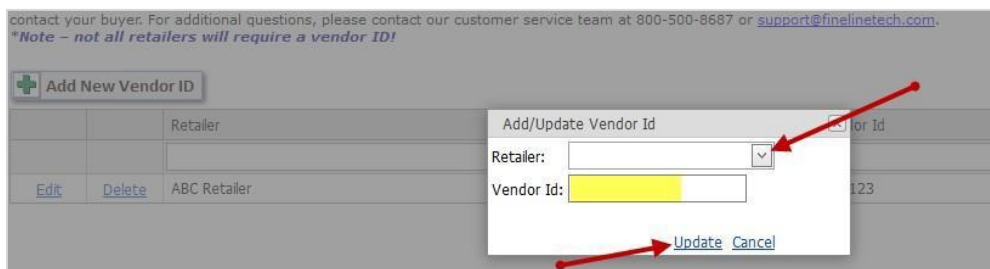 contact your buyer. For additional questions, please contact our customer service team at 800-500-8687 or support@finelinetech.com.
*Note – not all retailers will require a vendor ID!
Add New Vendor ID
Retailer
Add/Update Vendor Id
or Id
Retailer:
Edit Delete ABC Retailer
Vendor Id:
123
Update Cancel